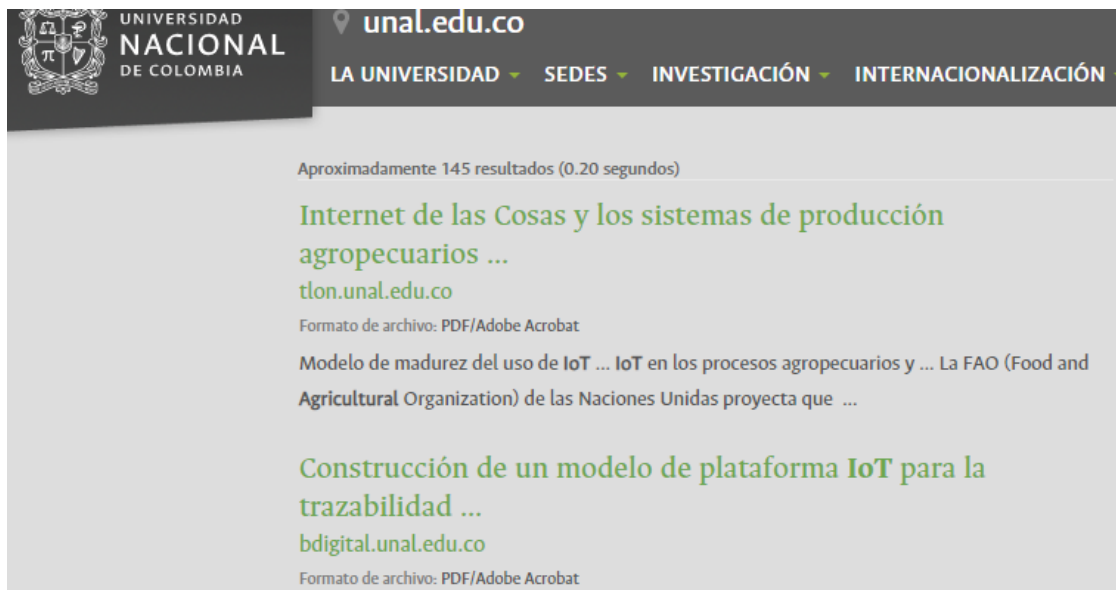 UNIVERSIDAD
NACIONAL
DE COLOMBIA
unal.edu.co
LA UNIVERSIDAD SEDES INVESTIGACIÓN INTERNACIONALIZACIÓN
Aproximadamente 145 resultados (0.20 segundos)
Internet de las Cosas y los sistemas de producción
agropecuarios ...
tlon.unal.edu.co
Formato de archivo: PDF/Adobe Acrobat
Modelo de madurez del uso de IoT ... IoT en los procesos agropecuarios y ... La FAO (Food and
Agricultural Organization) de las Naciones Unidas proyecta que ...
Construcción de un modelo de plataforma IoT para la
trazabilidad ...
bdigital.unal.edu.co
Formato de archivo: PDF/Adobe Acrobat